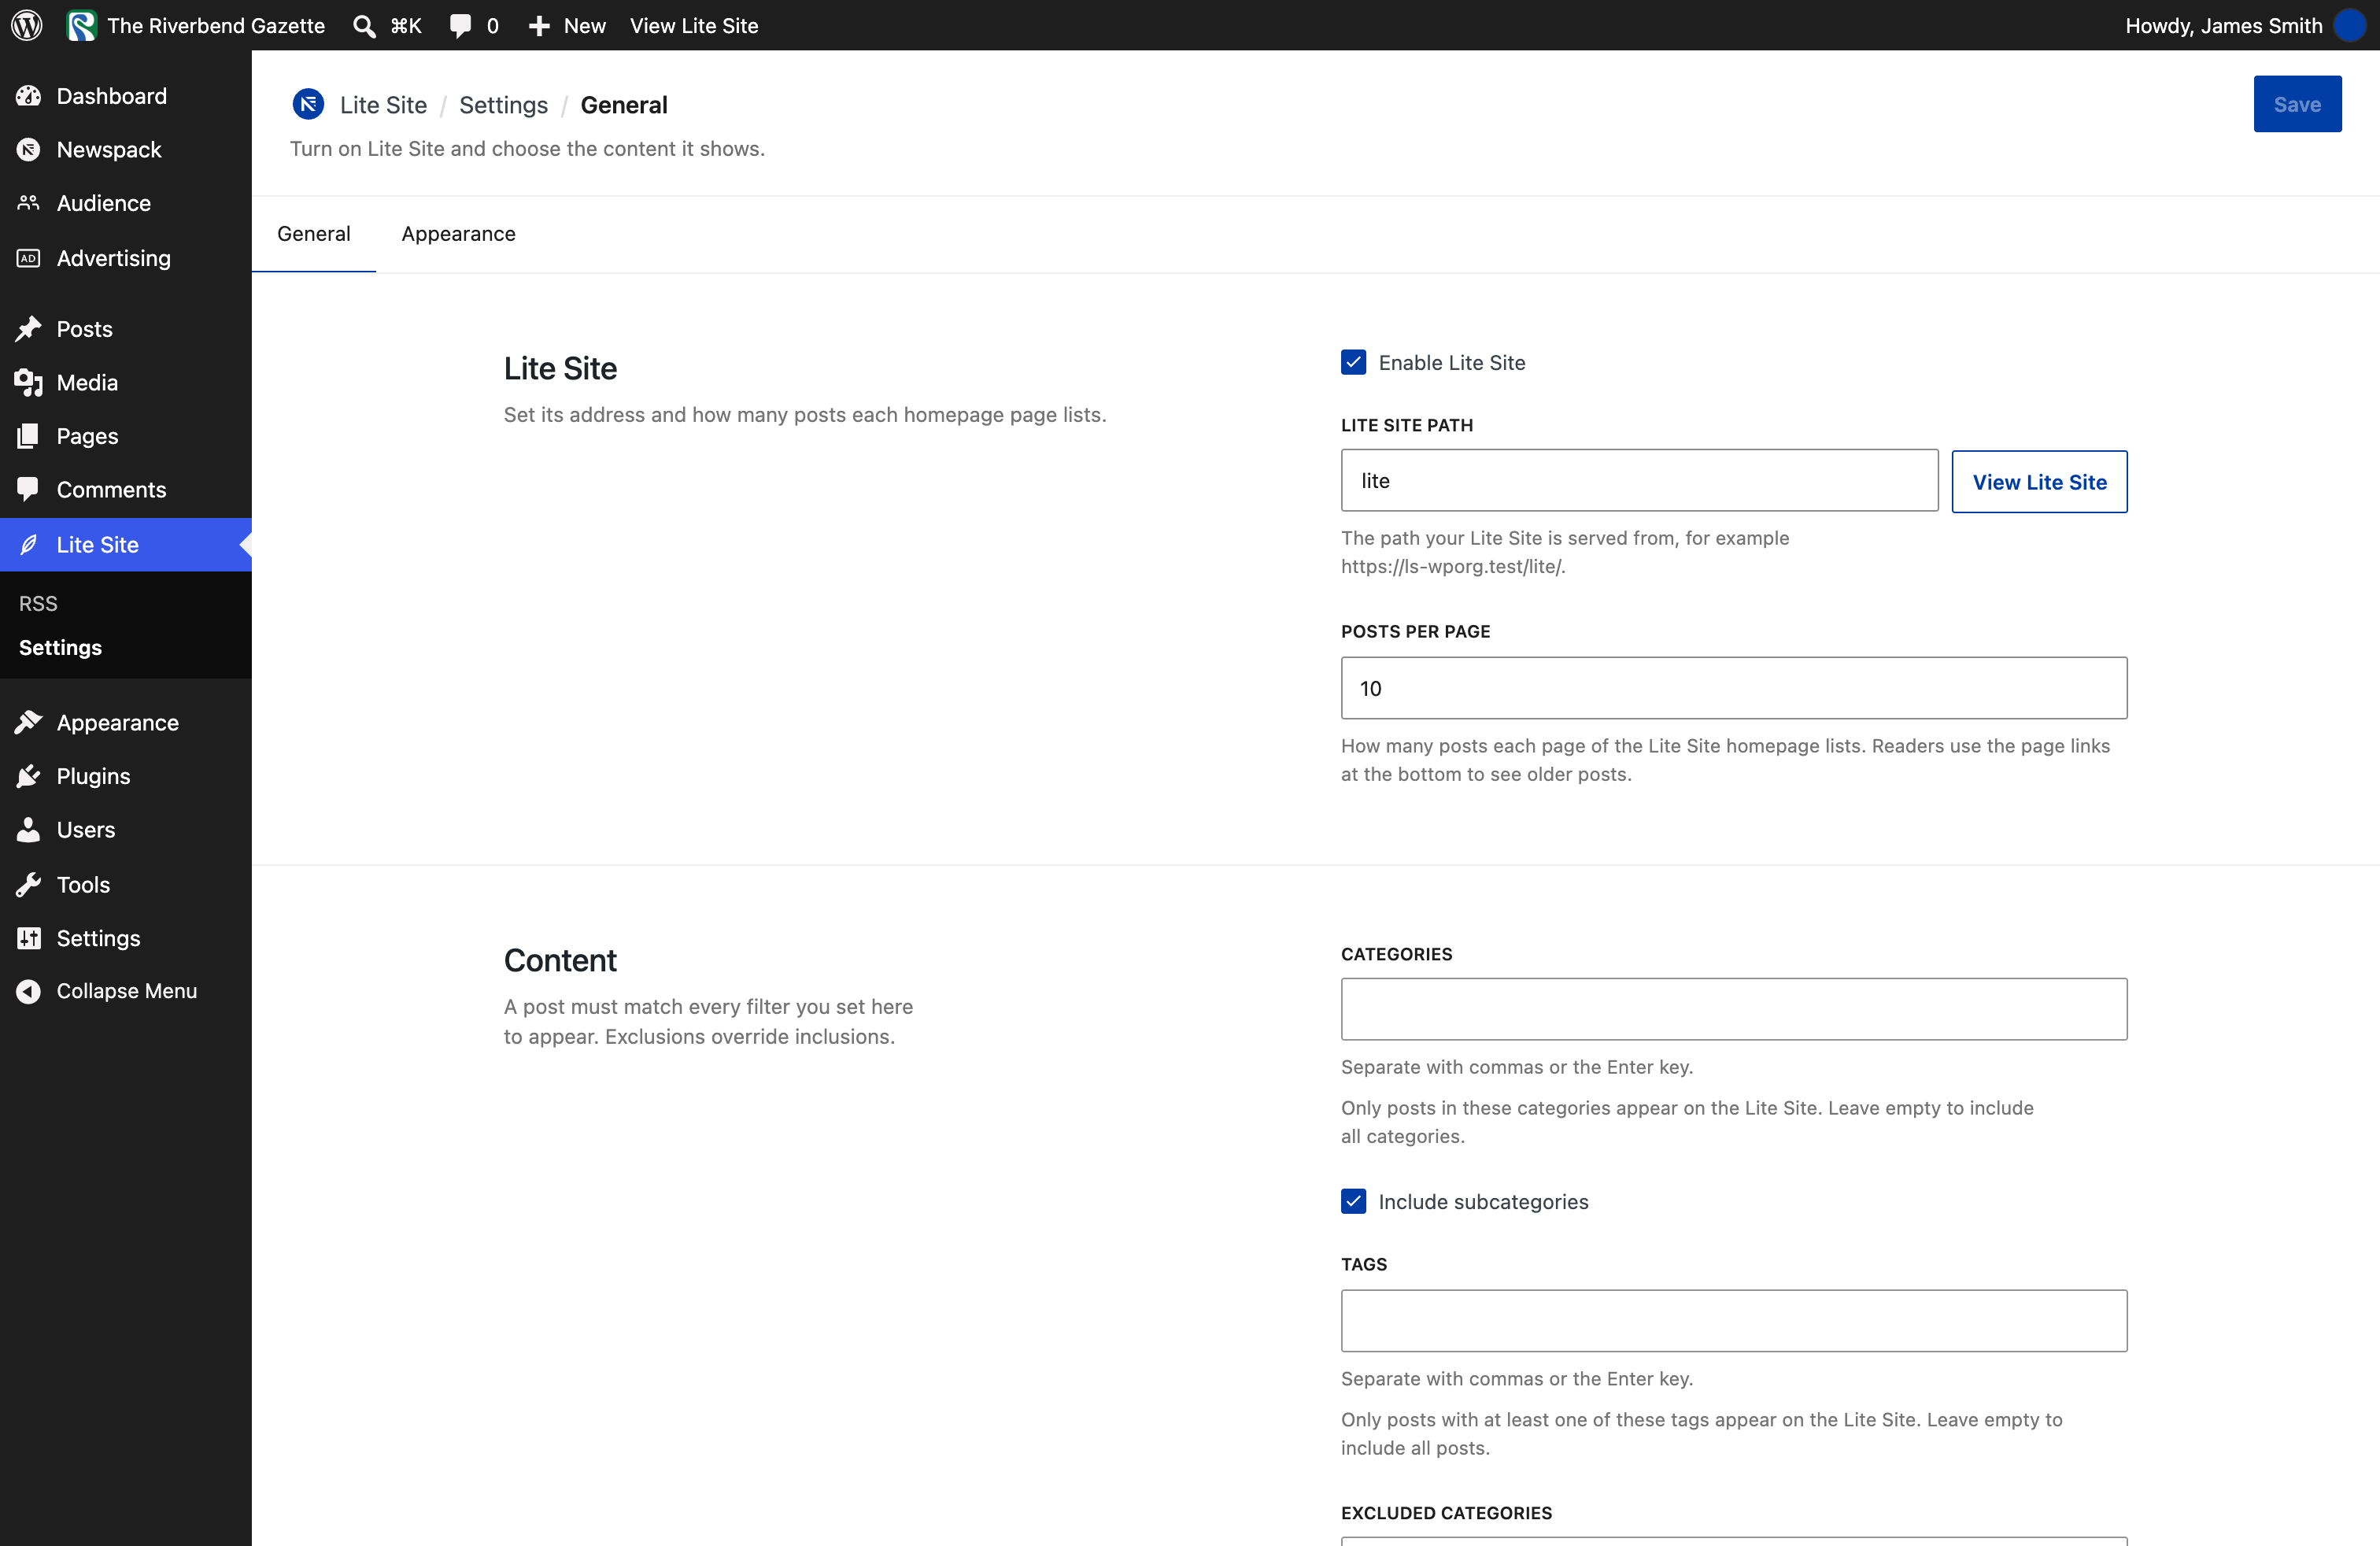 The Riverbend Gazette ⌘K 0 New View Lite Site Howdy, James Smith
Dashboard
Newspack
Audience
AD Advertising
Posts
Media
Pages
Comments
Lite Site
RSS
Settings
Appearance
Plugins
Users
Tools
Settings
Collapse Menu
Lite Site / Settings / General
Save
Turn on Lite Site and choose the content it shows.
General Appearance
Lite Site
Set its address and how many posts each homepage page lists.
Enable Lite Site
LITE SITE PATH
lite
View Lite Site
The path your Lite Site is served from, for example
https://ls-wporg.test/lite/.
POSTS PER PAGE
10
How many posts each page of the Lite Site homepage lists. Readers use the page links
at the bottom to see older posts.
Content
A post must match every filter you set here
to appear. Exclusions override inclusions.
CATEGORIES
Separate with commas or the Enter key.
Only posts in these categories appear on the Lite Site. Leave empty to include
all categories.
Include subcategories
TAGS
Separate with commas or the Enter key.
Only posts with at least one of these tags appear on the Lite Site. Leave empty to
include all posts.
EXCLUDED CATEGORIES